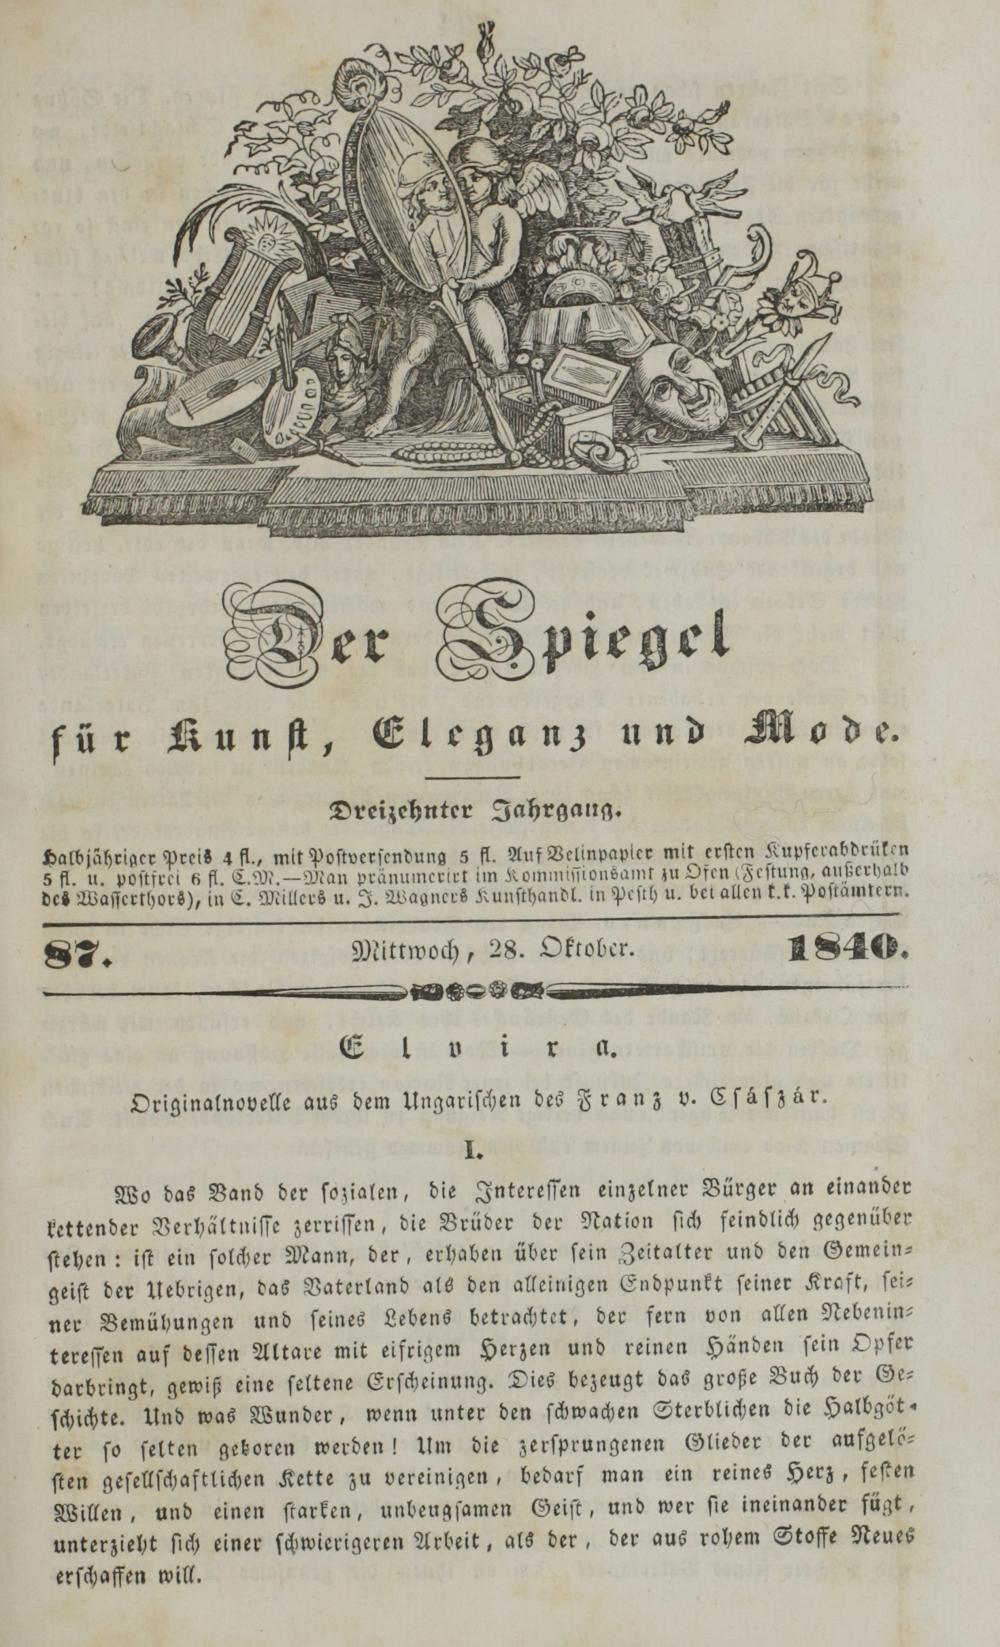 Der Spiegel
für Kunst, Eleganz und Mode.
Dreizehnter Jahrgang.
Halbjähriger Preis 4 fl., mit Postversendung 5 fl. Auf Velinpapier mit ersten Kupferabdrüken
5 fl. u. postfrei 6 fl. C.M.—Man pränumerirt im Kommissionsamt zu Ofen (Festung, außerhalb
des Wasserthors), in C. Millers u. J. Wagners Kunsthandl. in Pesth u. bei allen k.k. Postämtern.
87. Mittwoch, 28. Oktober. 1840.
Elvira.
Originalnovelle aus dem Ungarischen des Franz v. Császár.
I.
Wo das Band der sozialen, die Interessen einzelner Bürger an einander
kettender Verhältnisse zerrissen, die Brüder der Nation sich feindlich gegenüber
stehen: ist ein solcher Mann, der, erhaben über sein Zeitalter und den Gemein=
geist der Uebrigen, das Vaterland als den alleinigen Endpunkt seiner Kraft, sei=
ner Bemühungen und seines Lebens betrachtet, der fern von allen Nebenin=
teressen auf dessen Altare mit eifrigem Herzen und reinen Händen sein Opfer
darbringt, gewiß eine seltene Erscheinung. Dies bezeugt das große Buch der Ge=
schichte. Und was Wunder, wenn unter den schwachen Sterblichen die Halbgöt=
ter so selten geboren werden! Um die zersprungenen Glieder der aufgelö=
sten gesellschaftlichen Kette zu vereinigen, bedarf man ein reines Herz, festen
Willen, und einen starken, unbeugsamen Geist, und wer sie ineinander fügt,
unterzieht sich einer schwierigeren Arbeit, als der, der aus rohem Stoffe Neues
erschaffen will.